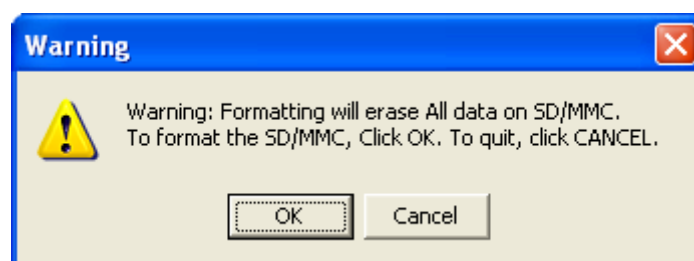 Warning
Warning: Formatting will erase All data on SD/MMC.
To format the SD/MMC, Click OK. To quit, click CANCEL.
OK
Cancel